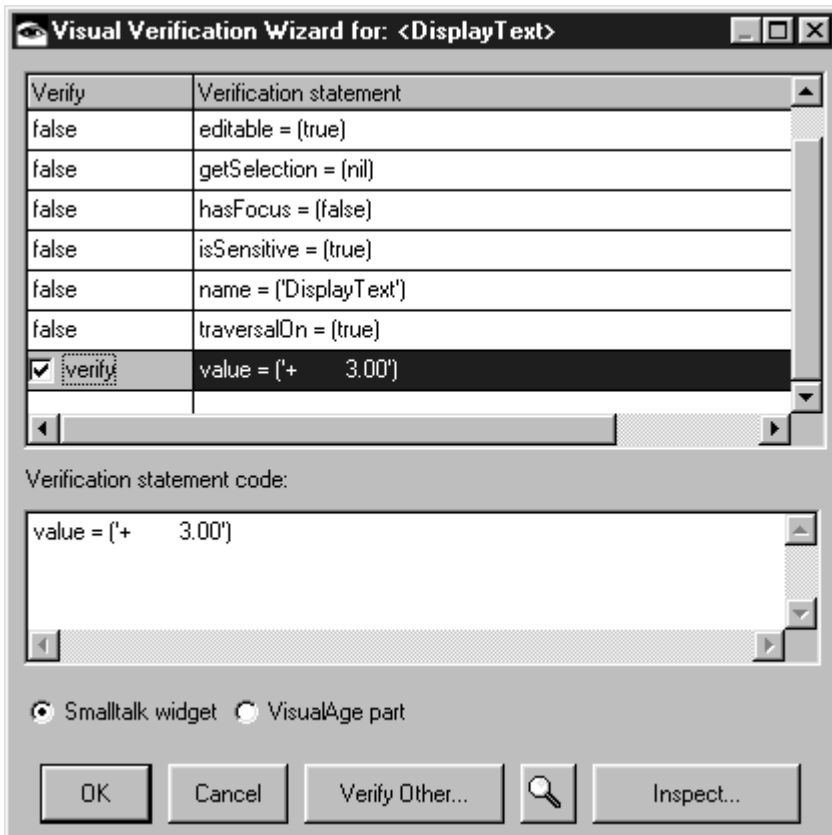 Visual Verification Wizard for: <DisplayText>
Verify Verification statement
false editable = (true)
false getSelection = (nil)
false hasFocus = (false)
false isSensitive = (true)
false name = ('DisplayText')
false traversalOn = (true)
verify value = ('+        3.00')
Verification statement code:
value = ('+        3.00')
Smalltalk widget VisualAge part
OK Cancel Verify Other... Inspect...